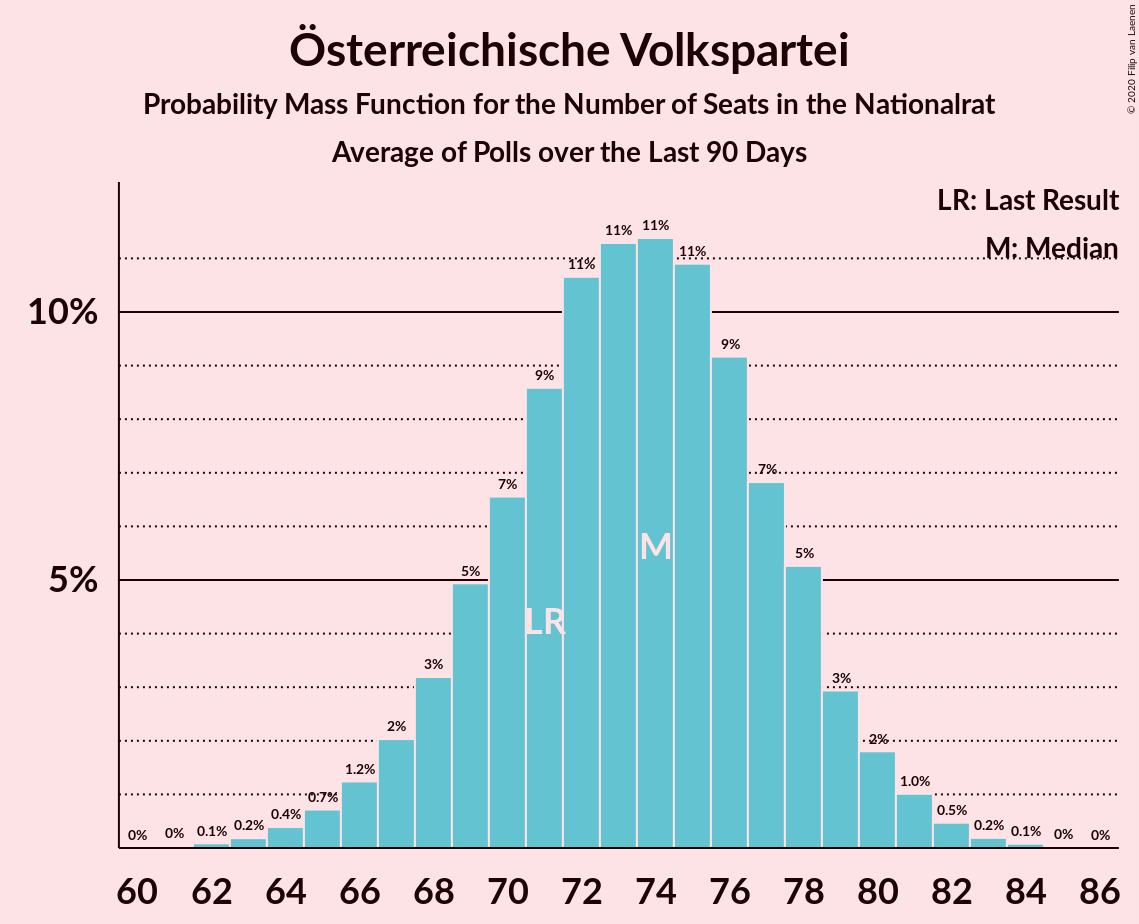 Österreichische Volkspartei
Probability Mass Function for the Number of Seats in the Nationalrat
Average of Polls over the Last 90 Days
© 2020 Filip van Laenen
LR: Last Result
M: Median
10%
5%
0% 0% 0.1% 0.2% 0.4% 0.7% 1.2% 2% 3% 5% 7% 9% 11% 11% 11% 11% 9% 7% 5% 3% 2% 1.0% 0.5% 0.2% 0.1% 0% 0%
LR
M
60 62 64 66 68 70 72 74 76 78 80 82 84 86